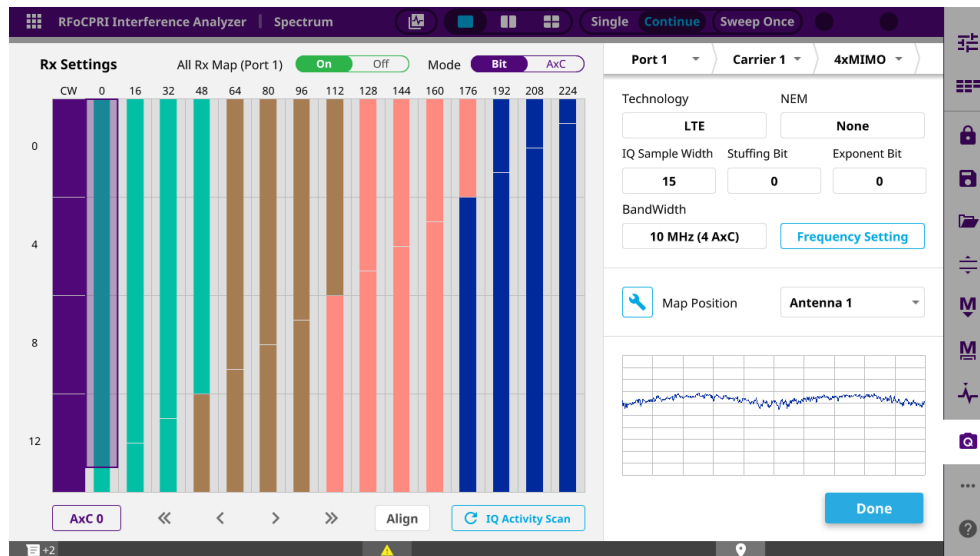 RFoCPRI Interference Analyzer | Spectrum Single Continue Sweep Once
Rx Settings All Rx Map (Port 1) On Off Mode Bit AxC
CW 0 16 32 48 64 80 96 112 128 144 160 176 192 208 224
0
4
8
12
AxC 0 Align IQ Activity Scan
Port 1 Carrier 1 4xMIMO
Technology NEM
LTE None
IQ Sample Width Stuffing Bit Exponent Bit
15 0 0
BandWidth
10 MHz (4 AxC) Frequency Setting
Map Position Antenna 1
Done
M
M
Q
+2